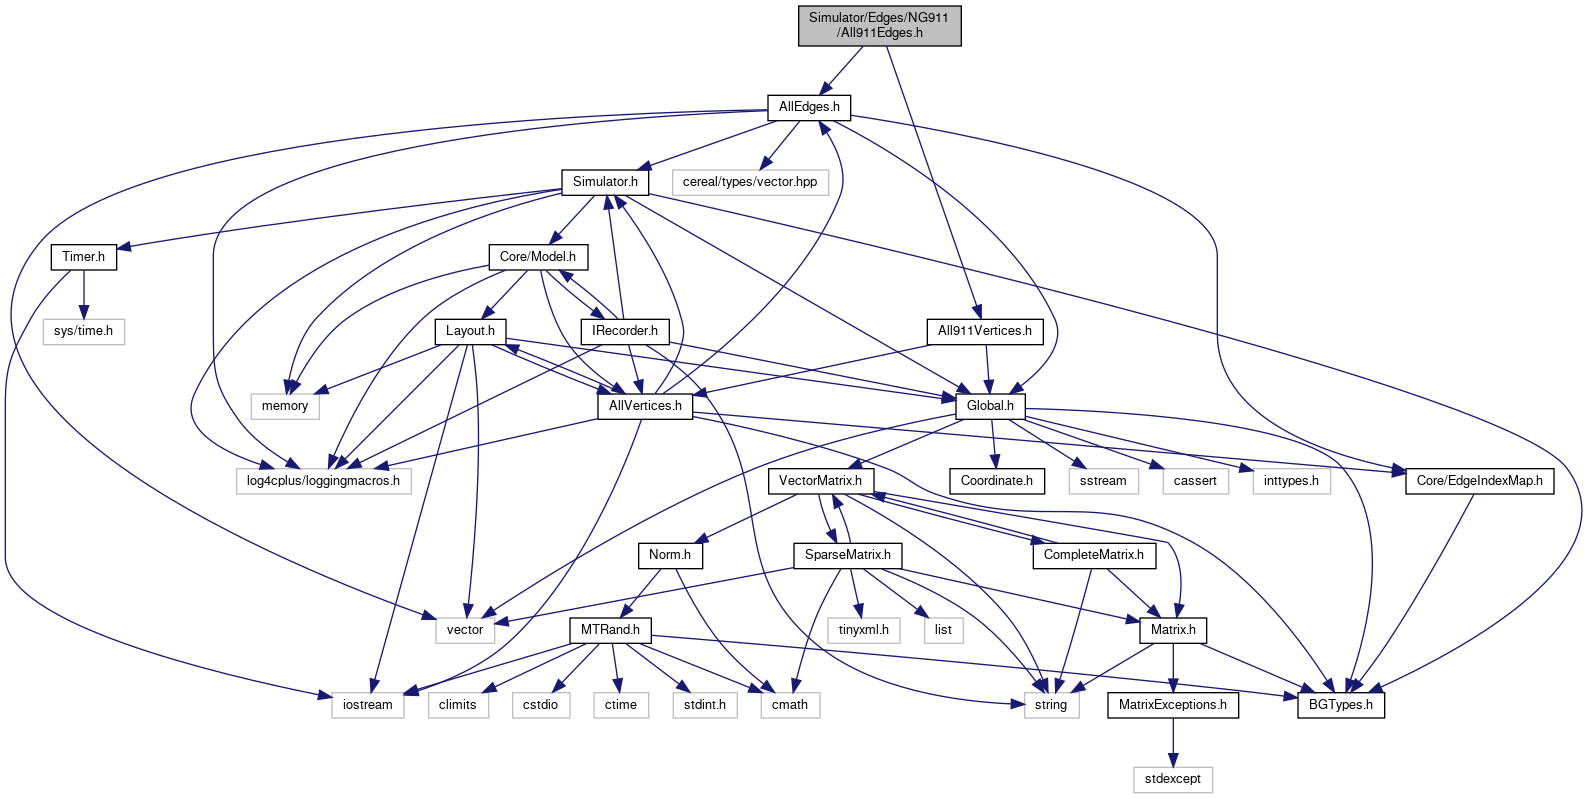 Simulator/Edges/NG911
/All911Edges.h
AllEdges.h
Simulator.h
cereal/types/vector.hpp
Timer.h
Core/Model.h
sys/time.h
Layout.h
IRecorder.h
All911Vertices.h
memory
AllVertices.h
Global.h
log4cplus/loggingmacros.h
VectorMatrix.h
Coordinate.h
sstream
cassert
inttypes.h
Core/EdgeIndexMap.h
Norm.h
SparseMatrix.h
CompleteMatrix.h
vector
MTRand.h
tinyxml.h
list
Matrix.h
iostream
climits
cstdio
ctime
stdint.h
cmath
string
MatrixExceptions.h
BGTypes.h
stdexcept